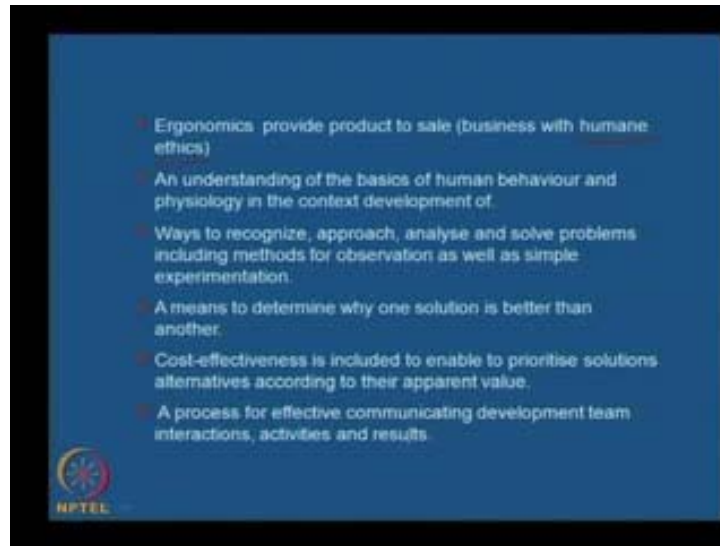 Ergonomics provide product to sale (business with humane
ethics)
An understanding of the basics of human behaviour and
physiology in the context development of.
Ways to recognize, approach, analyse and solve problems
including methods for observation as well as simple
experimentation.
A means to determine why one solution is better than
another.
Cost-effectiveness is included to enable to prioritise solutions
alternatives according to their apparent value.
A process for effective communicating development team
interactions, activities and results.
NPTEL